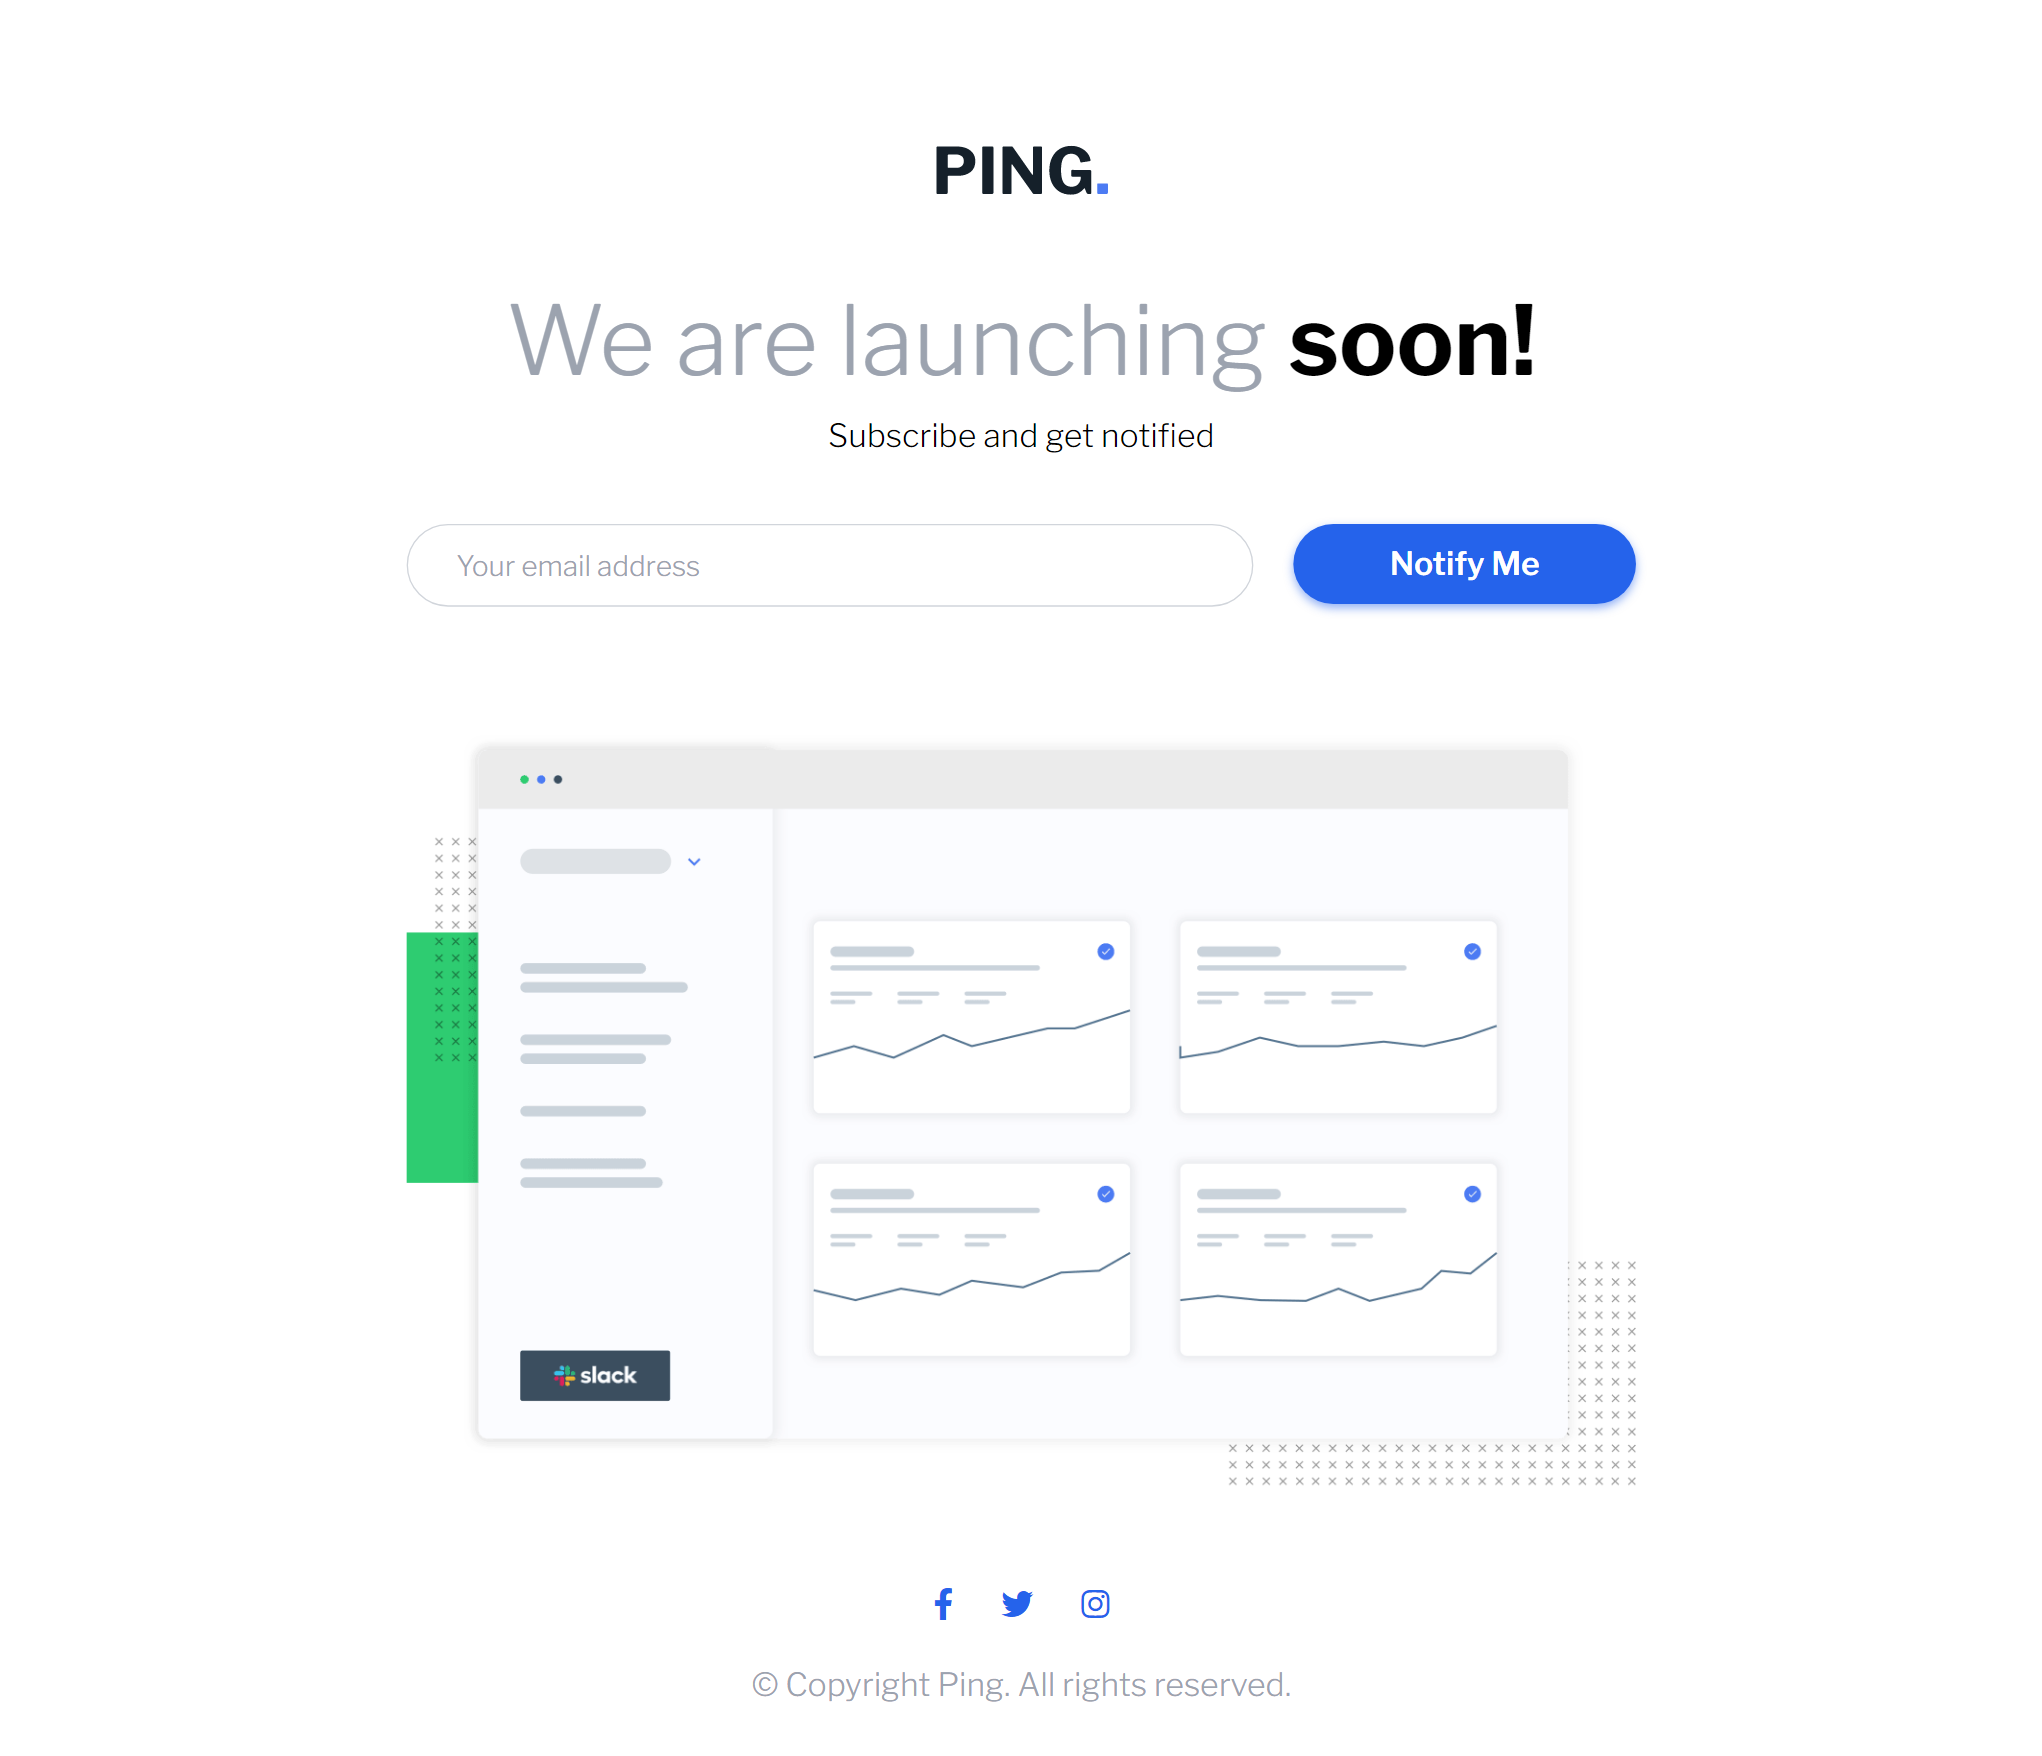 PING.
We are launching soon!
Subscribe and get notified
Your email address
Notify Me
slack
© Copyright Ping. All rights reserved.